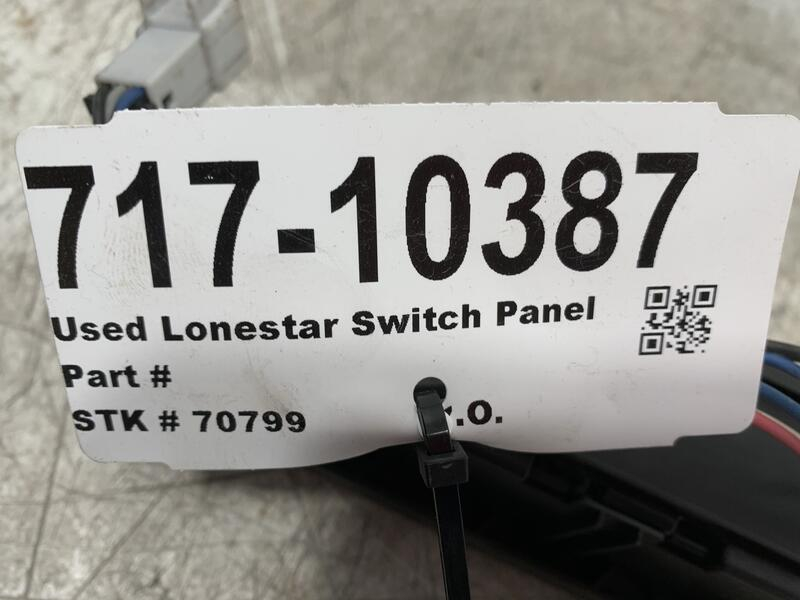 717-10387
Used Lonestar Switch Panel
Part #
STK # 70799